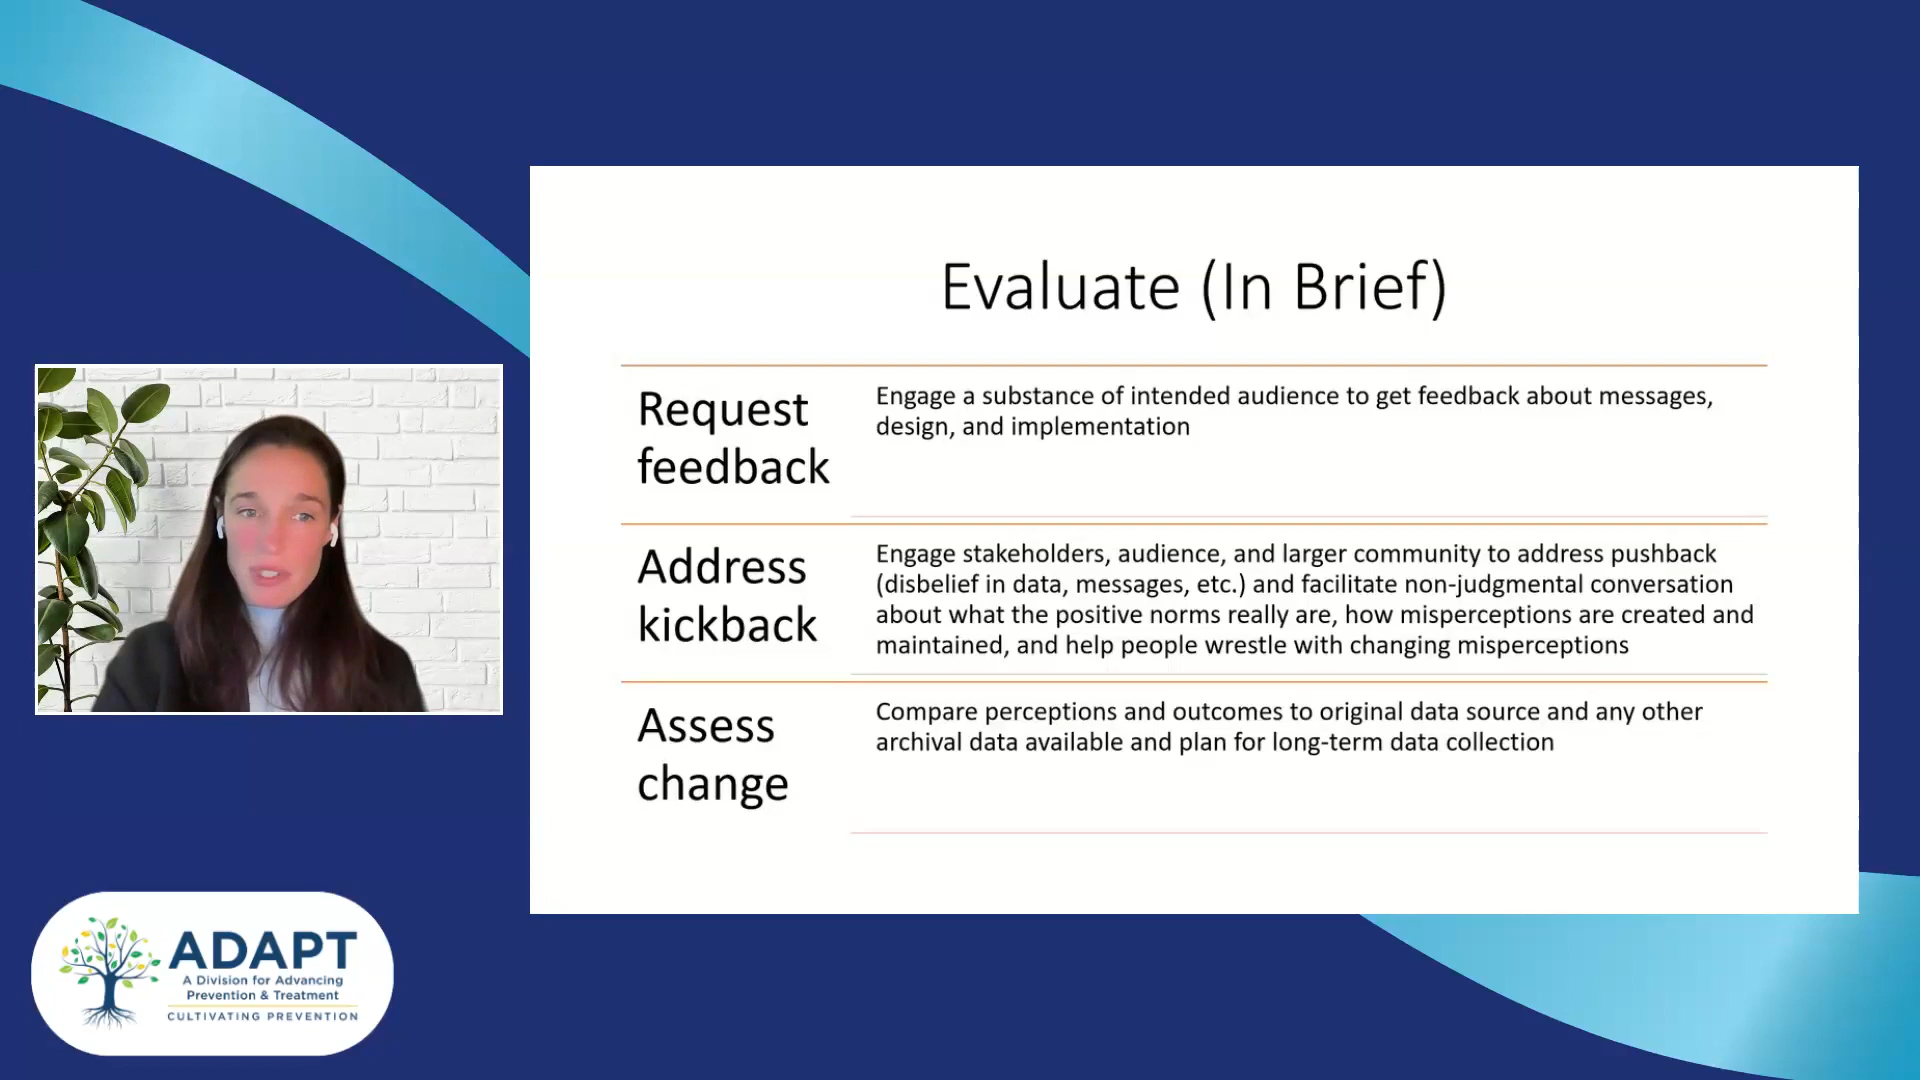 Evaluate (In Brief)
Request
feedback
Engage a substance of intended audience to get feedback about messages,
design, and implementation
Address
kickback
Engage stakeholders, audience, and larger community to address pushback
(disbelief in data, messages, etc.) and facilitate non-judgmental conversation
about what the positive norms really are, how misperceptions are created and
maintained, and help people wrestle with changing misperceptions
Assess
change
Compare perceptions and outcomes to original data source and any other
archival data available and plan for long-term data collection
ADAPT
A Division for Advancing
Prevention & Treatment
CULTIVATING PREVENTION